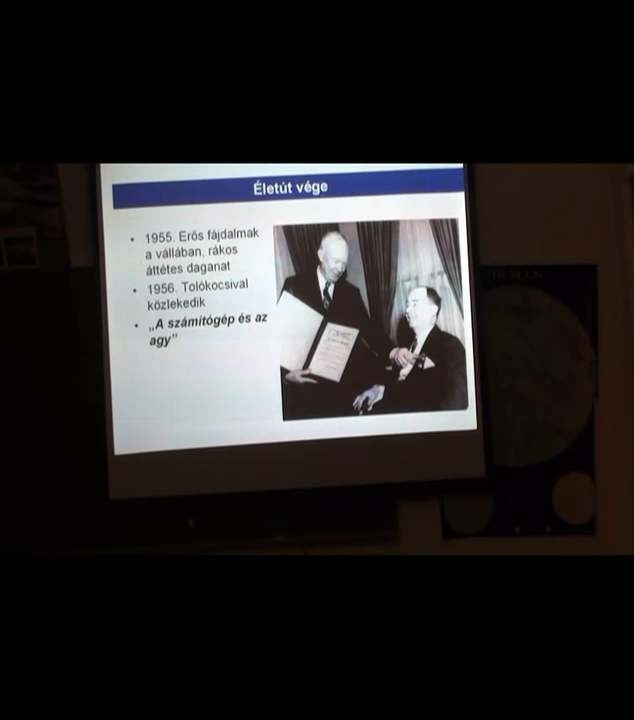 Életút vége
• 1955. Erős fájdalmak
a vállában, rákos
áttétes daganat
• 1956. Tolókocsival
közlekedik
• „A számítógép és az
agy”
THE MOON